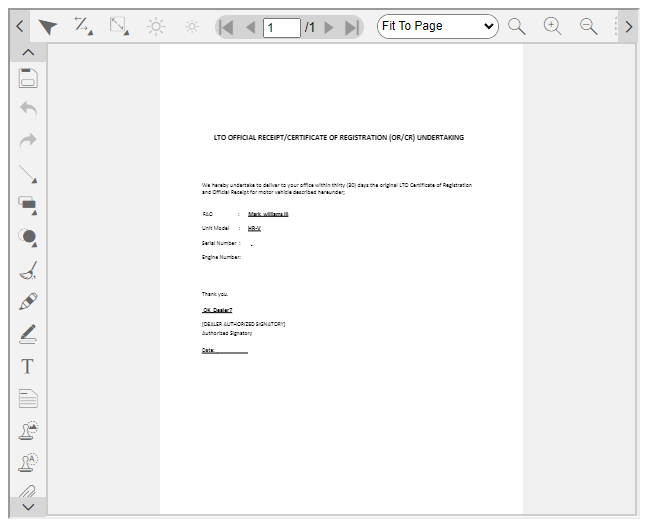 1 /1 Fit To Page
LTO OFFICIAL RECEIPT/CERTIFICATE OF REGISTRATION (OR/CR) UNDERTAKING
We hereby undertake to deliver to your office within thirty (30) days the original LTO Certificate of Registration
and Official Receipt for motor vehicle described hereunder;
FAO : Mark williams III
Unit Model : HR-V
Serial Number : .
Engine Number:
Thank you.
OK Dealer7
[DEALER AUTHORIZED SIGNATORY]
Authorized Signatory
Date:
T